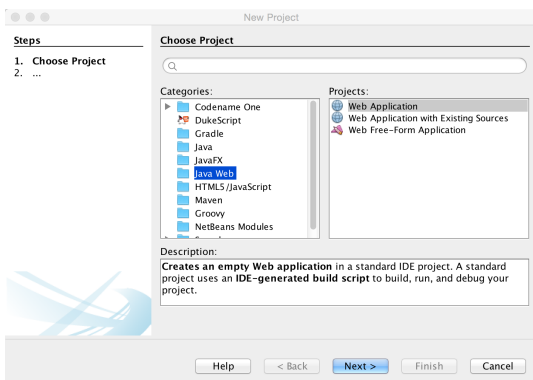 New Project
Steps
1. Choose Project
2. ...
Choose Project
Categories:
Codename One
DukeScript
Gradle
Java
JavaFX
Java Web
HTML5/JavaScript
Maven
Groovy
NetBeans Modules
Projects:
Web Application
Web Application with Existing Sources
Web Free-Form Application
Description:
Creates an empty Web application in a standard IDE project. A standard
project uses an IDE-generated build script to build, run, and debug your
project.
Help
< Back
Next >
Finish
Cancel